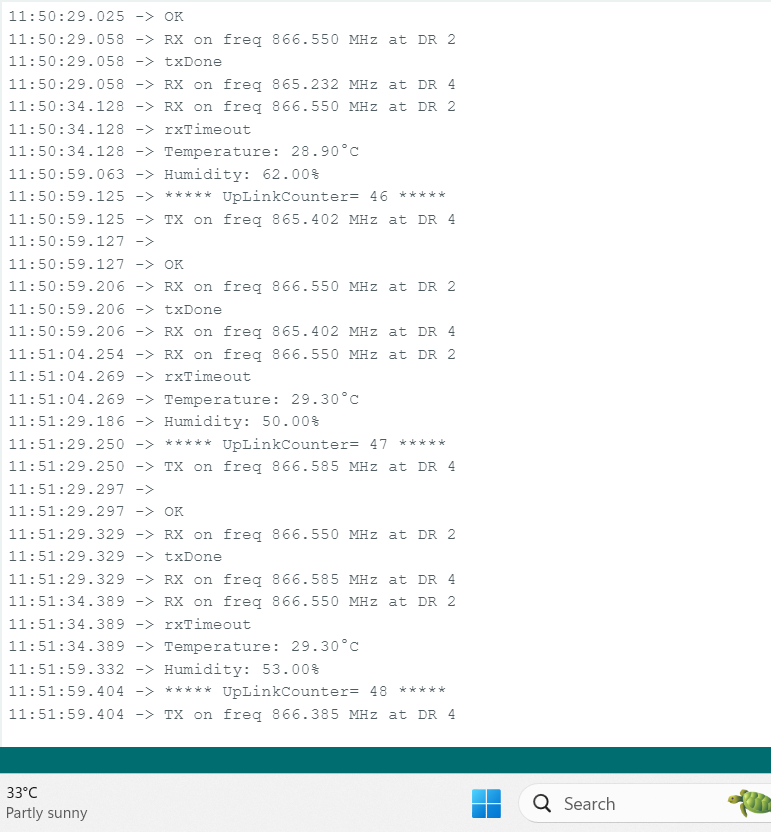 11:50:29.025 -> OK
11:50:29.058 -> RX on freq 866.550 MHz at DR 2
11:50:29.058 -> txDone
11:50:29.058 -> RX on freq 865.232 MHz at DR 4
11:50:34.128 -> RX on freq 866.550 MHz at DR 2
11:50:34.128 -> rxTimeout
11:50:34.128 -> Temperature: 28.90°C
11:50:59.063 -> Humidity: 62.00%
11:50:59.125 -> ***** UpLinkCounter= 46 *****
11:50:59.125 -> TX on freq 865.402 MHz at DR 4
11:50:59.127 ->
11:50:59.127 -> OK
11:50:59.206 -> RX on freq 866.550 MHz at DR 2
11:50:59.206 -> txDone
11:50:59.206 -> RX on freq 865.402 MHz at DR 4
11:51:04.254 -> RX on freq 866.550 MHz at DR 2
11:51:04.269 -> rxTimeout
11:51:04.269 -> Temperature: 29.30°C
11:51:29.186 -> Humidity: 50.00%
11:51:29.250 -> ***** UpLinkCounter= 47 *****
11:51:29.250 -> TX on freq 866.585 MHz at DR 4
11:51:29.297 ->
11:51:29.297 -> OK
11:51:29.329 -> RX on freq 866.550 MHz at DR 2
11:51:29.329 -> txDone
11:51:29.329 -> RX on freq 866.585 MHz at DR 4
11:51:34.389 -> RX on freq 866.550 MHz at DR 2
11:51:34.389 -> rxTimeout
11:51:34.389 -> Temperature: 29.30°C
11:51:59.332 -> Humidity: 53.00%
11:51:59.404 -> ***** UpLinkCounter= 48 *****
11:51:59.404 -> TX on freq 866.385 MHz at DR 4
33°C
Partly sunny
Search